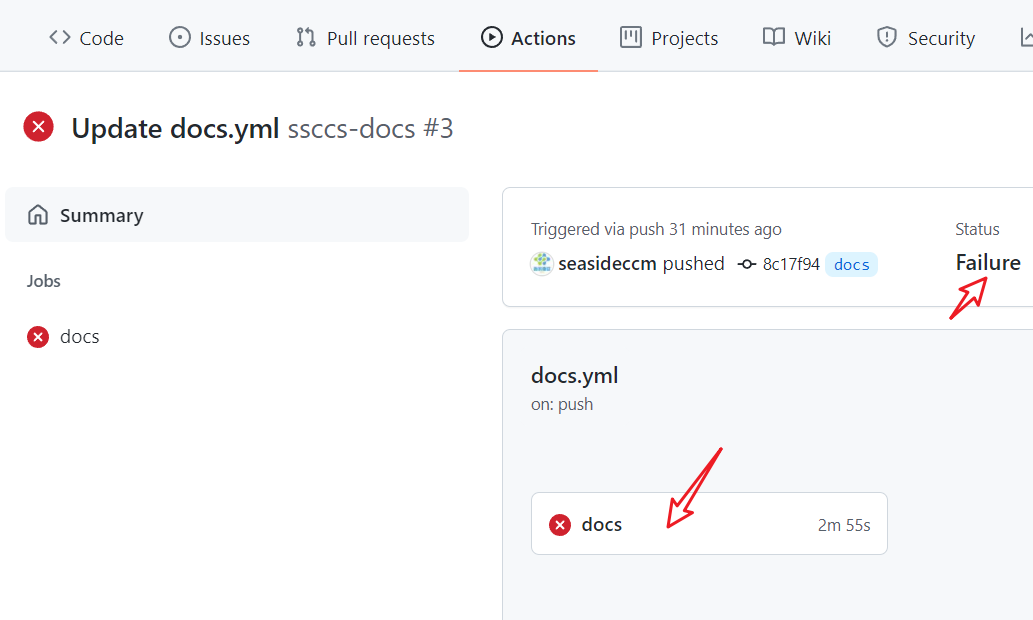 Code Issues Pull requests Actions Projects Wiki Security
Update docs.yml ssccs-docs #3
Summary
Jobs
docs
Triggered via push 31 minutes ago
seasideccm pushed 8c17f94 docs
Status
Failure
docs.yml
on: push
docs 2m 55s